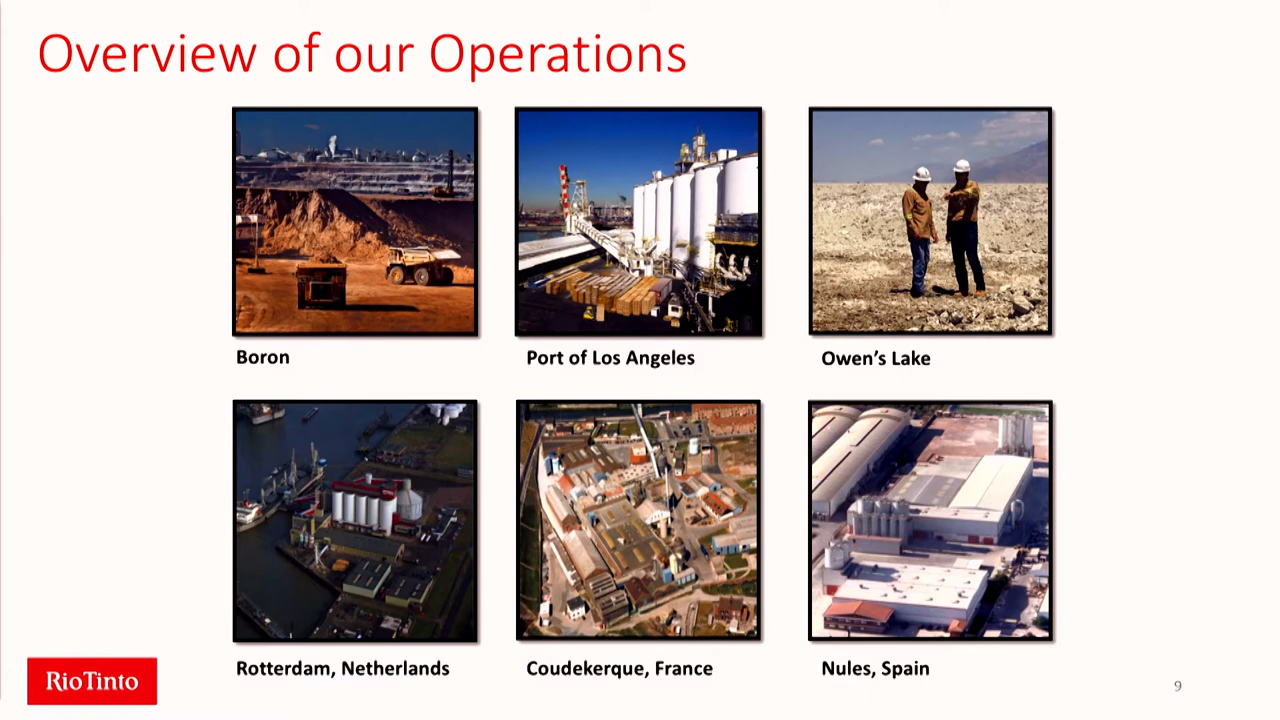 Overview of our Operations
Boron
Port of Los Angeles
Owen's Lake
Rotterdam, Netherlands
Coudekerque, France
Nules, Spain
RioTinto
9